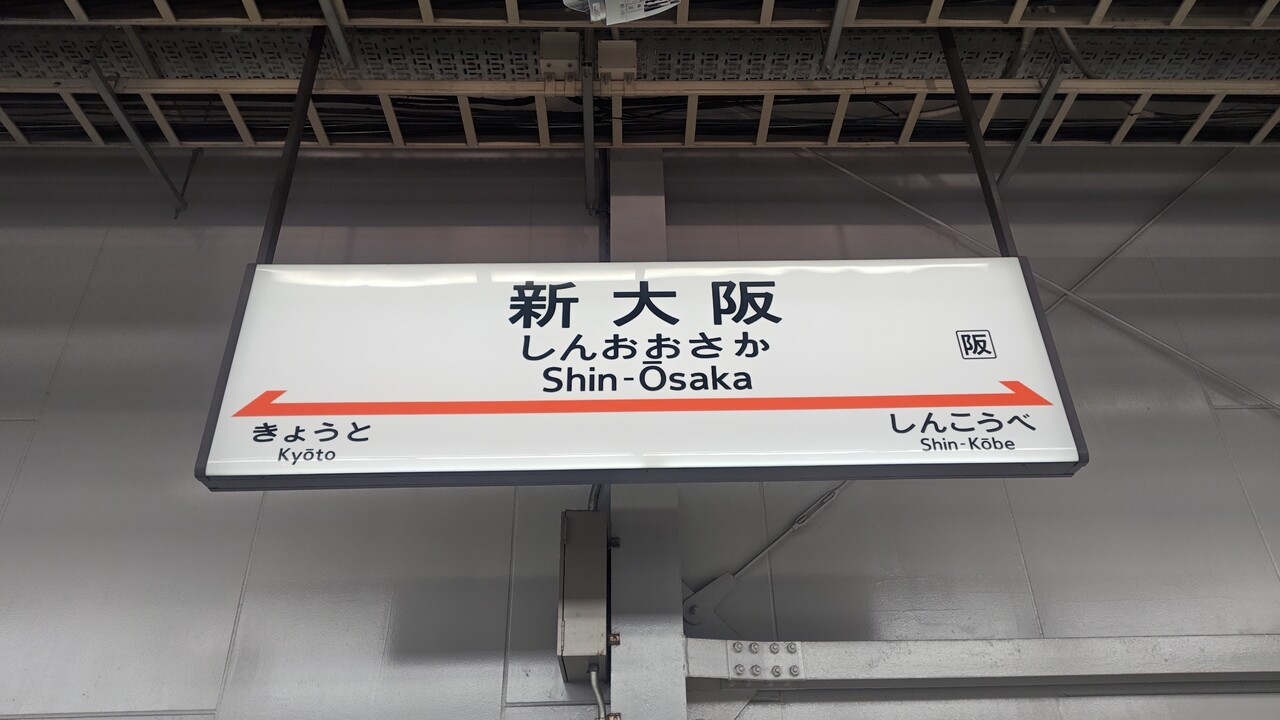 新大阪
しんおおさか
Shin-Ōsaka
阪
きょうと
Kyōto
しんこうべ
Shin-Kōbe